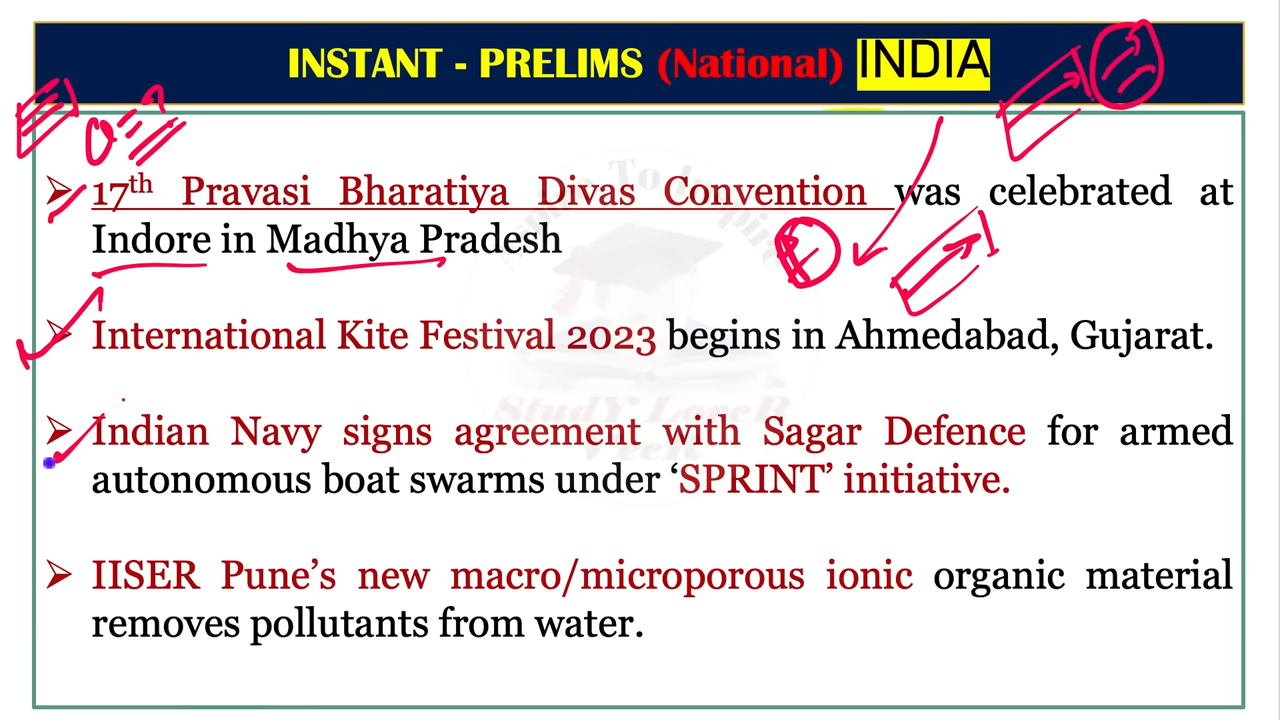 INSTANT - PRELIMS (National) INDIA
➢ 17th Pravasi Bharatiya Divas Convention was celebrated at
Indore in Madhya Pradesh
➢ International Kite Festival 2023 begins in Ahmedabad, Gujarat.
➢ Indian Navy signs agreement with Sagar Defence for armed
autonomous boat swarms under ‘SPRINT’ initiative.
➢ IISER Pune’s new macro/microporous ionic organic material
removes pollutants from water.